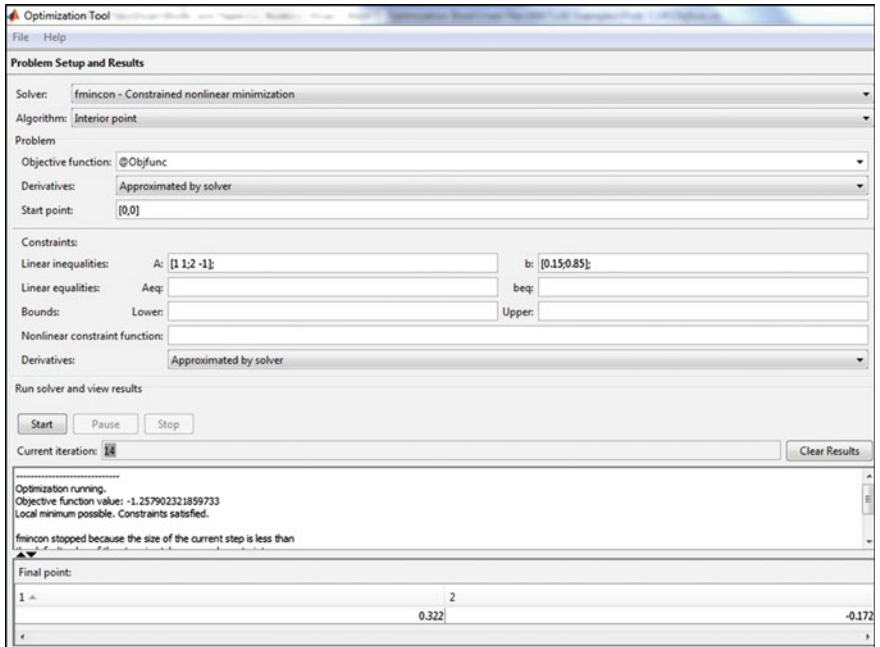 Optimization Tool
File Help
Problem Setup and Results
Solver: fmincon - Constrained nonlinear minimization
Algorithm: Interior point
Problem
Objective function: @Objfunc
Derivatives: Approximated by solver
Start point: [0,0]
Constraints:
Linear inequalities: A: [1 1;2 -1]; b: [0.15;0.85];
Linear equalities: Aeq: beq:
Bounds: Lower: Upper:
Nonlinear constraint function:
Derivatives: Approximated by solver
Run solver and view results
Start Pause Stop
Current iteration: 14 Clear Results
Optimization running.
Objective function value: -1.257902321859733
Local minimum possible. Constraints satisfied.
fmincon stopped because the size of the current step is less than
Final point:
1 2
0.322 -0.172